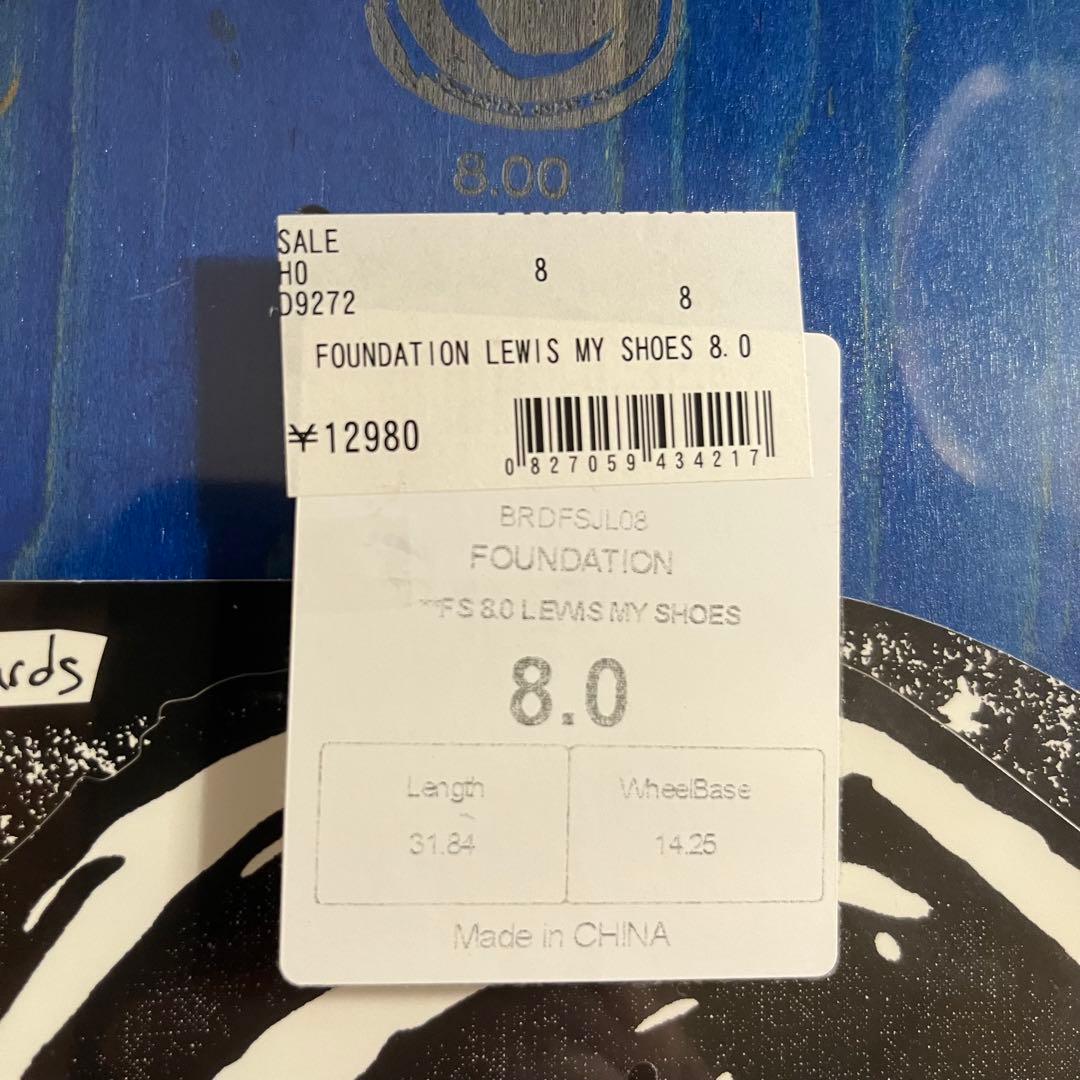 8.00
SALE
HO 8
D9272 8
FOUNDATION LEWIS MY SHOES 8.0
¥12980
0 827059 434217
BRDFSJL08
FOUNDATION
**FS 8.0 LEWIS MY SHOES
8.0
Length WheelBase
31.84 14.25
Made in CHINA